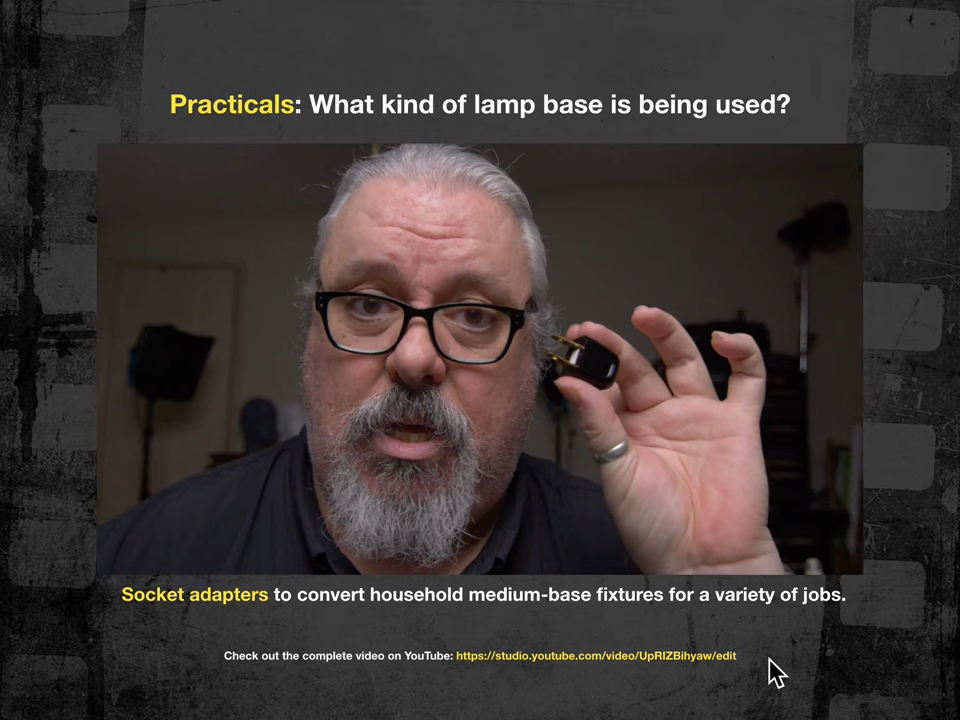 Practicals: What kind of lamp base is being used?
Socket adapters to convert household medium-base fixtures for a variety of jobs.
Check out the complete video on YouTube: https://studio.youtube.com/video/UpRIZBihyaw/edit